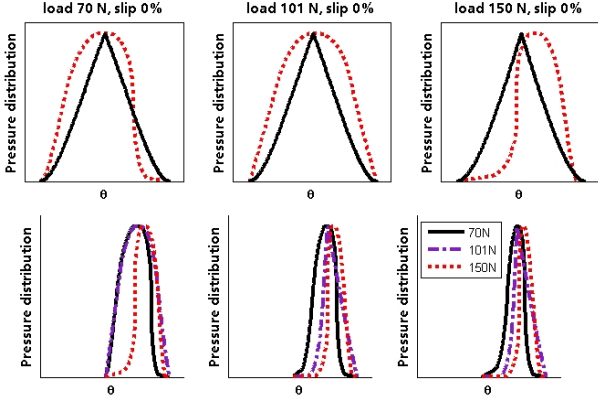 load 70 N, slip 0%
load 101 N, slip 0%
load 150 N, slip 0%
Pressure distribution
Pressure distribution
Pressure distribution
θ
θ
θ
Pressure distribution
Pressure distribution
Pressure distribution
70N
101N
150N
θ
θ
θ